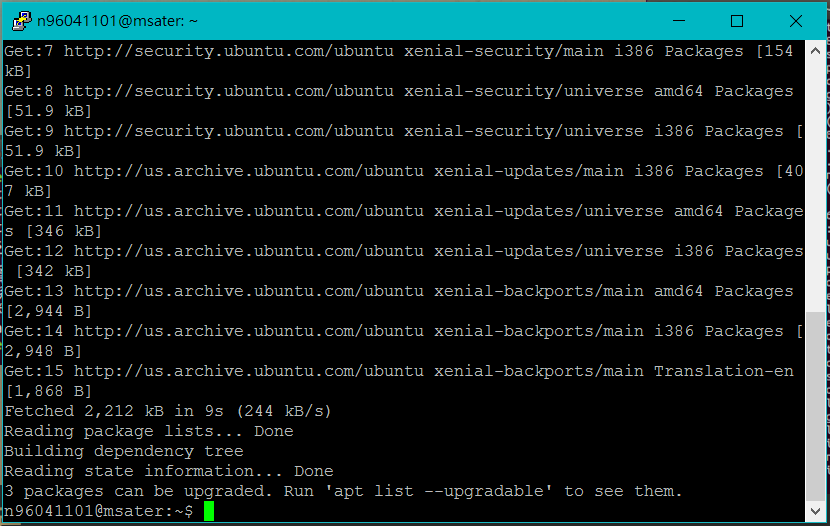 n96041101@msater: ~
Get:7 http://security.ubuntu.com/ubuntu xenial-security/main i386 Packages [154
kB]
Get:8 http://security.ubuntu.com/ubuntu xenial-security/universe amd64 Packages
[51.9 kB]
Get:9 http://security.ubuntu.com/ubuntu xenial-security/universe i386 Packages [
51.9 kB]
Get:10 http://us.archive.ubuntu.com/ubuntu xenial-updates/main i386 Packages [40
7 kB]
Get:11 http://us.archive.ubuntu.com/ubuntu xenial-updates/universe amd64 Package
s [346 kB]
Get:12 http://us.archive.ubuntu.com/ubuntu xenial-updates/universe i386 Packages
 [342 kB]
Get:13 http://us.archive.ubuntu.com/ubuntu xenial-backports/main amd64 Packages
[2,944 B]
Get:14 http://us.archive.ubuntu.com/ubuntu xenial-backports/main i386 Packages [
2,948 B]
Get:15 http://us.archive.ubuntu.com/ubuntu xenial-backports/main Translation-en
[1,868 B]
Fetched 2,212 kB in 9s (244 kB/s)
Reading package lists... Done
Building dependency tree
Reading state information... Done
3 packages can be upgraded. Run 'apt list --upgradable' to see them.
n96041101@msater:~$